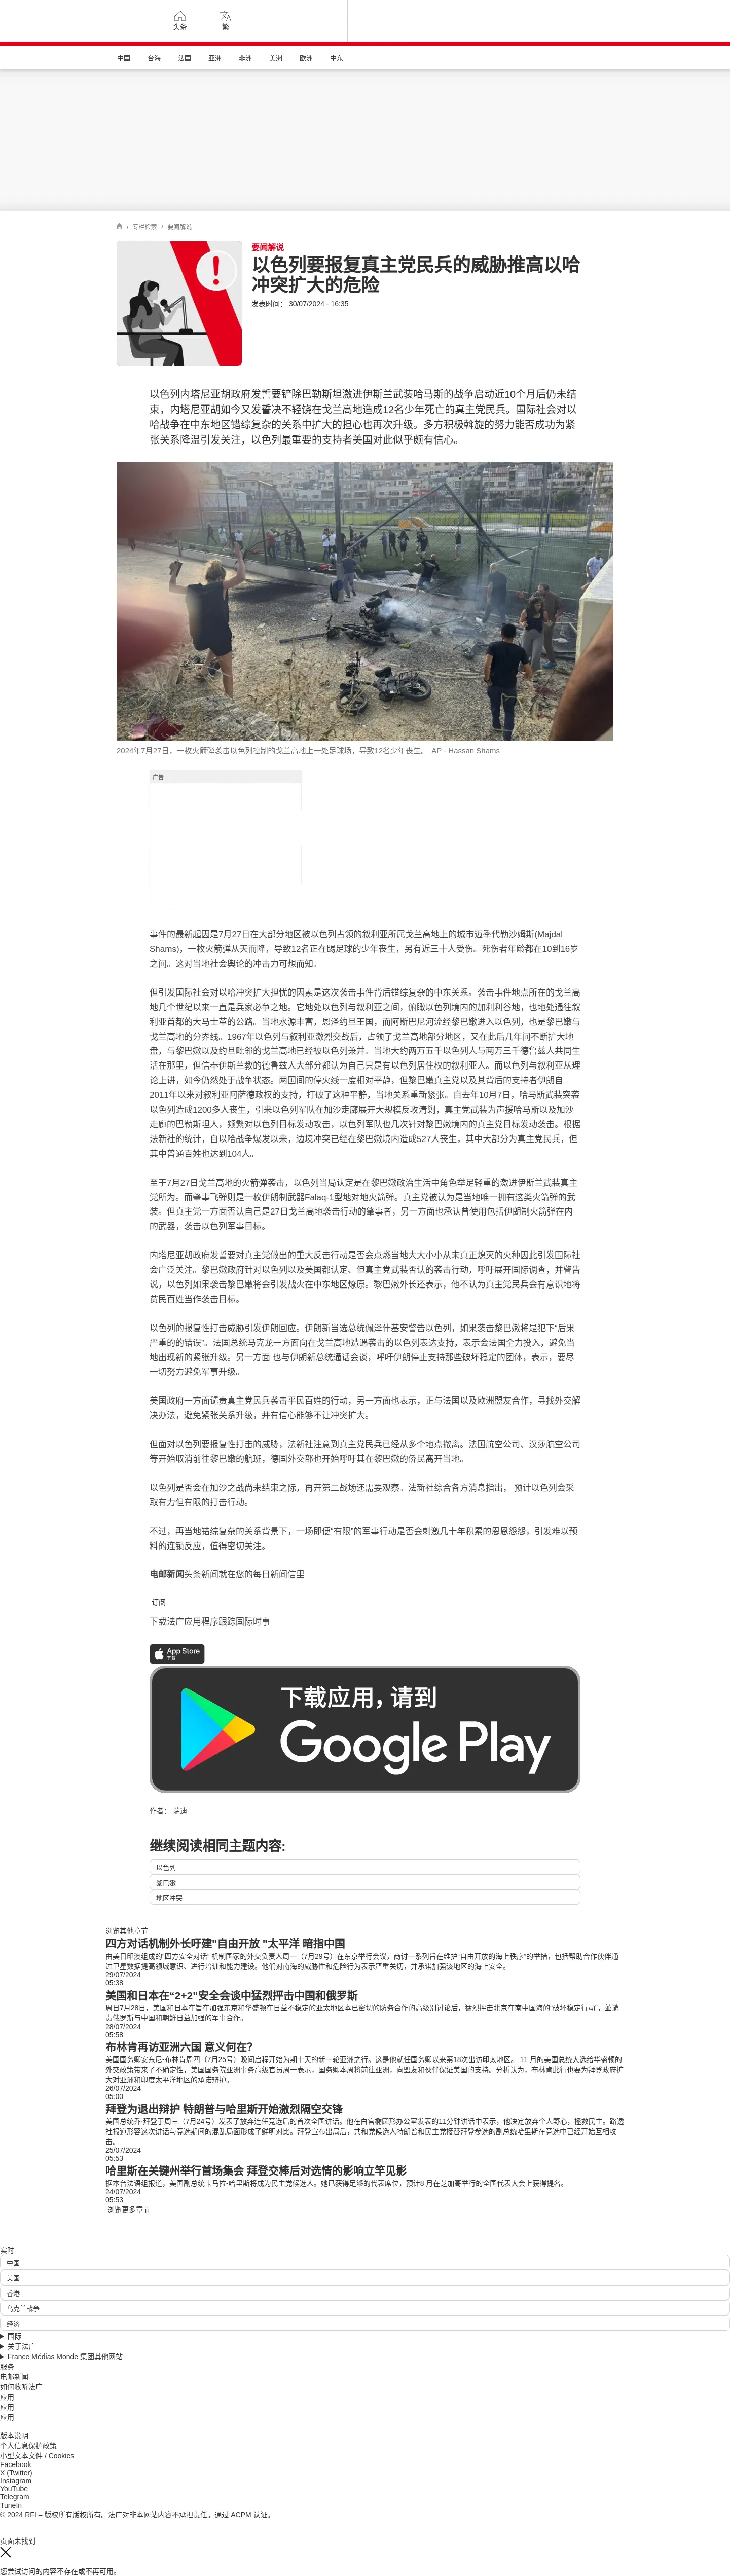 头条
繁
中国
台海
法国
亚洲
非洲
美洲
欧洲
中东
/ 专栏检索 / 要闻解说
要闻解说
以色列要报复真主党民兵的威胁推高以哈
冲突扩大的危险
发表时间： 30/07/2024 - 16:35
以色列内塔尼亚胡政府发誓要铲除巴勒斯坦激进伊斯兰武装哈马斯的战争启动近10个月后仍未结
束，内塔尼亚胡如今又发誓决不轻饶在戈兰高地造成12名少年死亡的真主党民兵。国际社会对以
哈战争在中东地区错综复杂的关系中扩大的担心也再次升级。多方积极斡旋的努力能否成功为紧
张关系降温引发关注，以色列最重要的支持者美国对此似乎颇有信心。
2024年7月27日，一枚火箭弹袭击以色列控制的戈兰高地上一处足球场，导致12名少年丧生。 AP - Hassan Shams
广告
事件的最新起因是7月27日在大部分地区被以色列占领的叙利亚所属戈兰高地上的城市迈季代勒沙姆斯(Majdal
Shams)，一枚火箭弹从天而降，导致12名正在踢足球的少年丧生，另有近三十人受伤。死伤者年龄都在10到16岁
之间。这对当地社会舆论的冲击力可想而知。
但引发国际社会对以哈冲突扩大担忧的因素是这次袭击事件背后错综复杂的中东关系。袭击事件地点所在的戈兰高
地几个世纪以来一直是兵家必争之地。它地处以色列与叙利亚之间，俯瞰以色列境内的加利利谷地，也地处通往叙
利亚首都的大马士革的公路。当地水源丰富，恩泽约旦王国，而阿斯巴尼河流经黎巴嫩进入以色列，也是黎巴嫩与
戈兰高地的分界线。1967年以色列与叙利亚激烈交战后，占领了戈兰高地部分地区，又在此后几年间不断扩大地
盘，与黎巴嫩以及约旦毗邻的戈兰高地已经被以色列兼并。当地大约两万五千以色列人与两万三千德鲁兹人共同生
活在那里，但信奉伊斯兰教的德鲁兹人大部分都认为自己只是有以色列居住权的叙利亚人。而以色列与叙利亚从理
论上讲，如今仍然处于战争状态。两国间的停火线一度相对平静，但黎巴嫩真主党以及其背后的支持者伊朗自
2011年以来对叙利亚阿萨德政权的支持，打破了这种平静，当地关系重新紧张。自去年10月7日，哈马斯武装突袭
以色列造成1200多人丧生，引来以色列军队在加沙走廊展开大规模反攻清剿，真主党武装为声援哈马斯以及加沙
走廊的巴勒斯坦人，频繁对以色列目标发动攻击，以色列军队也几次针对黎巴嫩境内的真主党目标发动袭击。根据
法新社的统计，自以哈战争爆发以来，边境冲突已经在黎巴嫩境内造成527人丧生，其中大部分为真主党民兵，但
其中普通百姓也达到104人。
至于7月27日戈兰高地的火箭弹袭击，以色列当局认定是在黎巴嫩政治生活中角色举足轻重的激进伊斯兰武装真主
党所为。而肇事飞弹则是一枚伊朗制武器Falaq-1型地对地火箭弹。真主党被认为是当地唯一拥有这类火箭弹的武
装。但真主党一方面否认自己是27日戈兰高地袭击行动的肇事者，另一方面也承认曾使用包括伊朗制火箭弹在内
的武器，袭击以色列军事目标。
内塔尼亚胡政府发誓要对真主党做出的重大反击行动是否会点燃当地大大小小从未真正熄灭的火种因此引发国际社
会广泛关注。黎巴嫩政府针对以色列以及美国都认定、但真主党武装否认的袭击行动，呼吁展开国际调查，并警告
说，以色列如果袭击黎巴嫩将会引发战火在中东地区燎原。黎巴嫩外长还表示，他不认为真主党民兵会有意识地将
贫民百姓当作袭击目标。
以色列的报复性打击威胁引发伊朗回应。伊朗新当选总统佩泽什基安警告以色列，如果袭击黎巴嫩将是犯下“后果
严重的的错误”。法国总统马克龙一方面向在戈兰高地遭遇袭击的以色列表达支持，表示会法国全力投入，避免当
地出现新的紧张升级。另一方面 也与伊朗新总统通话会谈，呼吁伊朗停止支持那些破坏稳定的团体，表示，要尽
一切努力避免军事升级。
美国政府一方面谴责真主党民兵袭击平民百姓的行动，另一方面也表示，正与法国以及欧洲盟友合作，寻找外交解
决办法，避免紧张关系升级，并有信心能够不让冲突扩大。
但面对以色列要报复性打击的威胁，法新社注意到真主党民兵已经从多个地点撤离。法国航空公司、汉莎航空公司
等开始取消前往黎巴嫩的航班，德国外交部也开始呼吁其在黎巴嫩的侨民离开当地。
以色列是否会在加沙之战尚未结束之际，再开第二战场还需要观察。法新社综合各方消息指出， 预计以色列会采
取有力但有限的打击行动。
不过，再当地错综复杂的关系背景下，一场即便“有限”的军事行动是否会刺激几十年积累的恩恩怨怨，引发难以预
料的连锁反应，值得密切关注。
电邮新闻头条新闻就在您的每日新闻信里
订阅
下载法广应用程序跟踪国际时事
App Store
下载
下载应用，请到
Google Play
作者： 瑞迪
继续阅读相同主题内容:
以色列
黎巴嫩
地区冲突
浏览其他章节
四方对话机制外长吁建"自由开放 "太平洋 暗指中国
由美日印澳组成的“四方安全对话” 机制国家的外交负责人周一（7月29号）在东京举行会议，商讨一系列旨在维护“自由开放的海上秩序”的举措，包括帮助合作伙伴通
过卫星数据提高领域意识、进行培训和能力建设。他们对南海的威胁性和危险行为表示严重关切，并承诺加强该地区的海上安全。
29/07/2024
05:38
美国和日本在“2+2”安全会谈中猛烈抨击中国和俄罗斯
周日7月28日，美国和日本在旨在加强东京和华盛顿在日益不稳定的亚太地区本已密切的防务合作的高级别讨论后，猛烈抨击北京在南中国海的“破坏稳定行动”，并谴
责俄罗斯与中国和朝鲜日益加强的军事合作。
28/07/2024
05:58
布林肯再访亚洲六国 意义何在?
美国国务卿安东尼-布林肯周四（7月25号）晚间启程开始为期十天的新一轮亚洲之行。这是他就任国务卿以来第18次出访印太地区。 11 月的美国总统大选给华盛顿的
外交政策带来了不确定性，美国国务院亚洲事务高级官员周一表示，国务卿本周将前往亚洲，向盟友和伙伴保证美国的支持。分析认为，布林肯此行也要为拜登政府扩
大对亚洲和印度太平洋地区的承诺辩护。
26/07/2024
05:00
拜登为退出辩护 特朗普与哈里斯开始激烈隔空交锋
美国总统乔·拜登于周三（7月24号）发表了放弃连任竞选后的首次全国讲话。他在白宫椭圆形办公室发表的11分钟讲话中表示，他决定放弃个人野心，拯救民主。路透
社报道形容这次讲话与竞选期间的混乱局面形成了鲜明对比。拜登宣布出局后，共和党候选人特朗普和民主党接替拜登参选的副总统哈里斯在竞选中已经开始互相攻
击。
25/07/2024
05:53
哈里斯在关键州举行首场集会 拜登交棒后对选情的影响立竿见影
据本台法语组报道，美国副总统卡马拉-哈里斯将成为民主党候选人。她已获得足够的代表席位，预计8 月在芝加哥举行的全国代表大会上获得提名。
24/07/2024
05:53
浏览更多章节
实时
中国
美国
香港
乌克兰战争
经济
国际
关于法广
France Médias Monde 集团其他网站
服务
电邮新闻
如何收听法广
应用
应用
应用
版本说明
个人信息保护政策
小型文本文件 / Cookies
Facebook
X (Twitter)
Instagram
YouTube
Telegram
TuneIn
© 2024 RFI – 版权所有版权所有。法广对非本网站内容不承担责任。通过 ACPM 认证。
页面未找到
您尝试访问的内容不存在或不再可用。